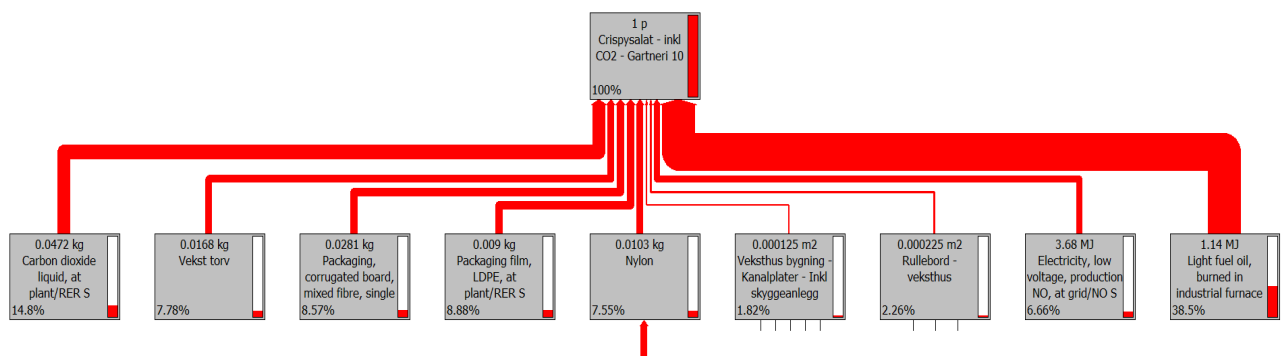 1 p
Crispysalat - inkl
CO2 - Gartneri 10
100%
0.0472 kg
Carbon dioxide
liquid, at
plant/RER S
14.8%
0.0168 kg
Vekst torv
7.78%
0.0281 kg
Packaging,
corrugated board,
mixed fibre, single
8.57%
0.009 kg
Packaging film,
LDPE, at
plant/RER S
8.88%
0.0103 kg
Nylon
7.55%
0.000125 m2
Veksthus bygning -
Kanalplater - Inkl
skyggeanlegg
1.82%
0.000225 m2
Rullebord -
veksthus
2.26%
3.68 MJ
Electricity, low
voltage, production
NO, at grid/NO S
6.66%
1.14 MJ
Light fuel oil,
burned in
industrial furnace
38.5%